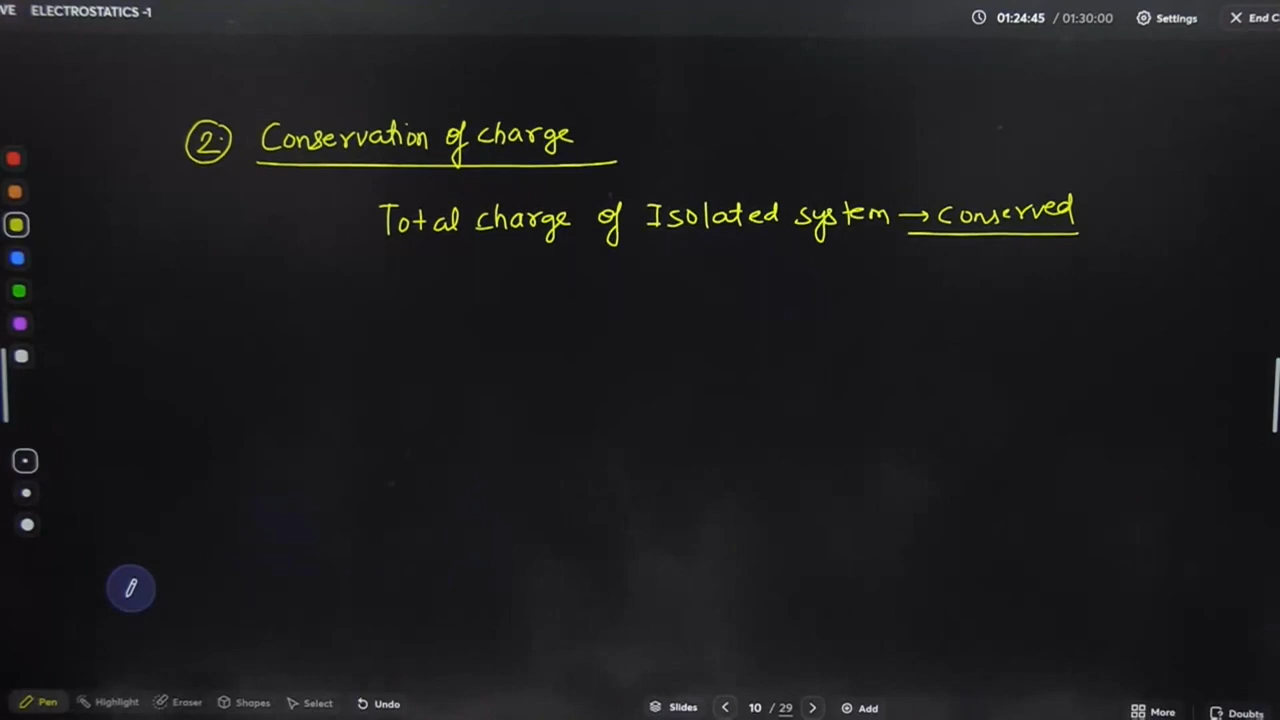 VE ELECTROSTATICS -1
01:24:45 / 01:30:00 Settings End C
2. Conservation of charge
Total charge of Isolated system → conserved
Pen Highlight Eraser Shapes Select Undo Slides 10 / 29 Add More Doubts